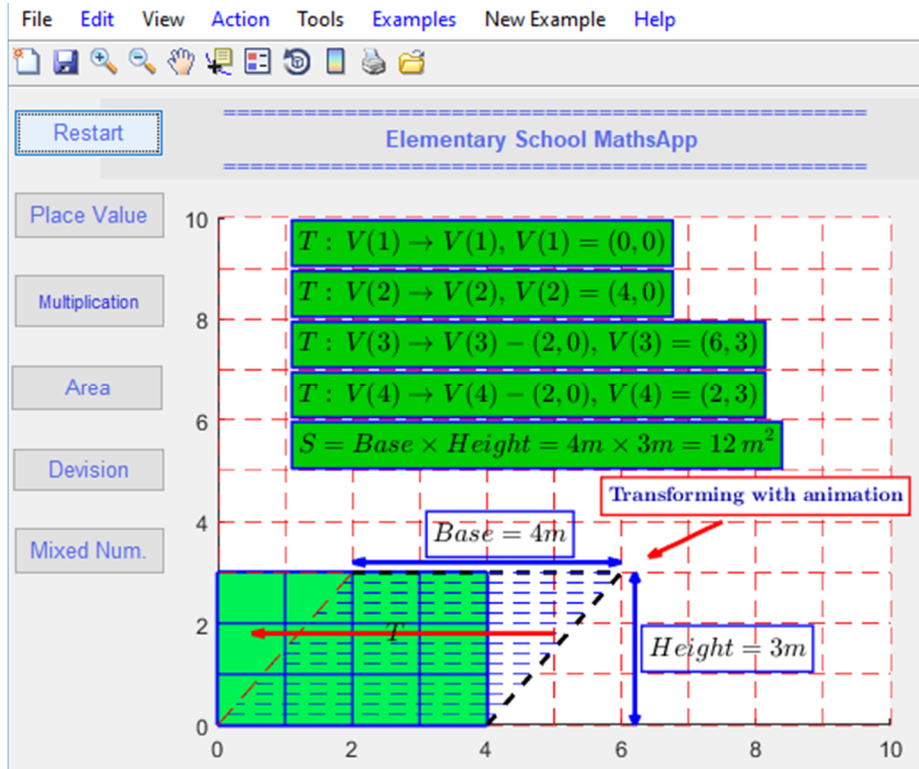 File Edit View Action Tools Examples New Example Help
Restart
==============================================
Elementary School MathsApp
==============================================
Place Value
Multiplication
Area
Devision
Mixed Num.
10
8
6
4
2
0
T : V(1) → V(1), V(1) = (0, 0)
T : V(2) → V(2), V(2) = (4, 0)
T : V(3) → V(3) − (2, 0), V(3) = (6, 3)
T : V(4) → V(4) − (2, 0), V(4) = (2, 3)
S = Base × Height = 4m × 3m = 12 m²
Transforming with animation
Base = 4m
T
Height = 3m
0 2 4 6 8 10